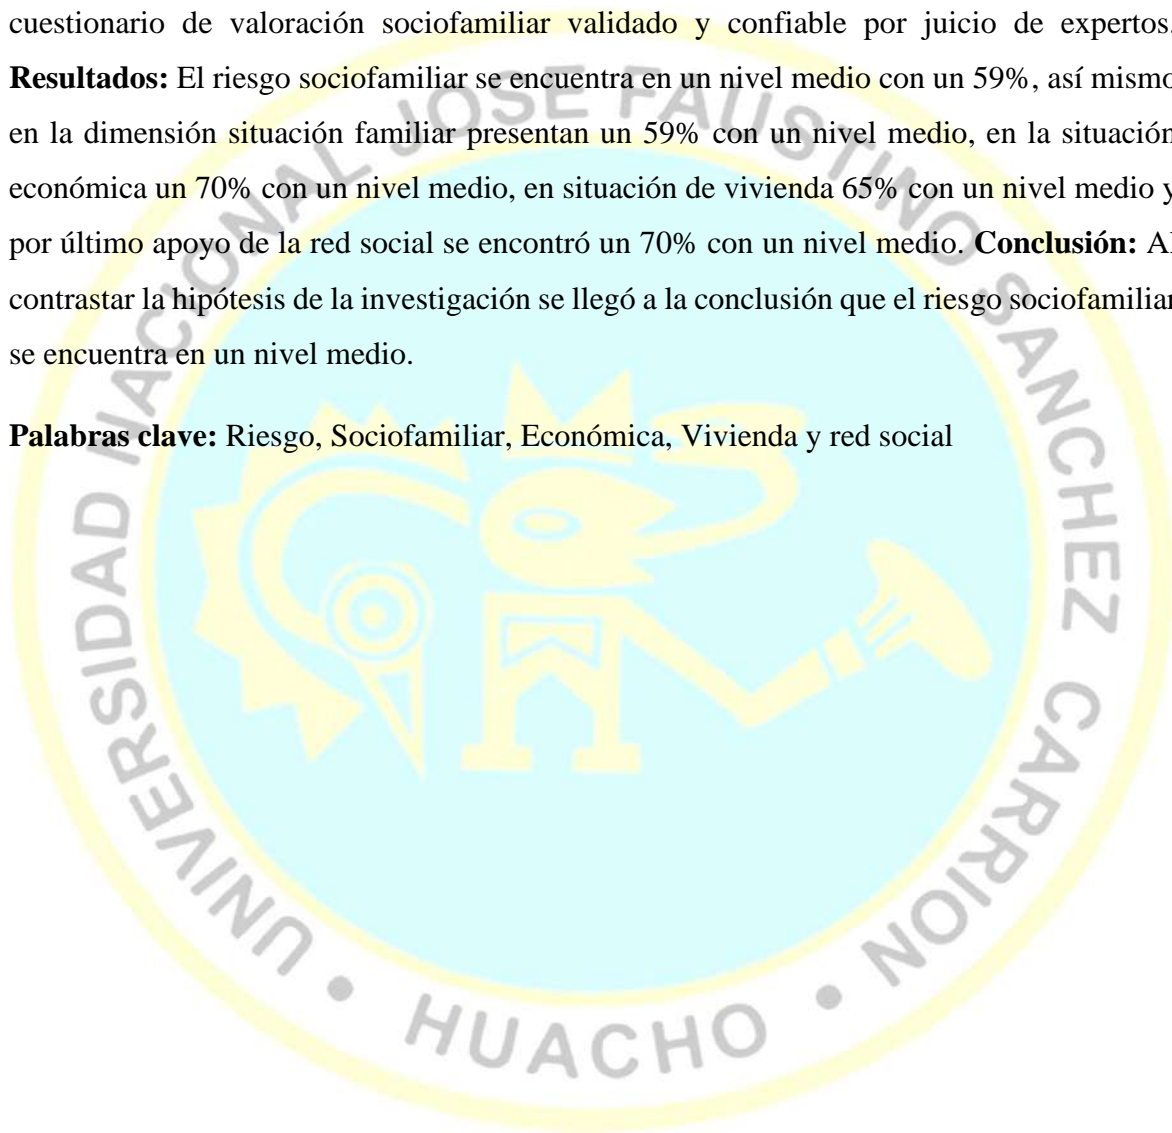 cuestionario de valoración sociofamiliar validado y confiable por juicio de expertos.
Resultados: El riesgo sociofamiliar se encuentra en un nivel medio con un 59%, así mismo
en la dimensión situación familiar presentan un 59% con un nivel medio, en la situación
económica un 70% con un nivel medio, en situación de vivienda 65% con un nivel medio y
por último apoyo de la red social se encontró un 70% con un nivel medio. Conclusión: Al
contrastar la hipótesis de la investigación se llegó a la conclusión que el riesgo sociofamiliar
se encuentra en un nivel medio.
Palabras clave: Riesgo, Sociofamiliar, Económica, Vivienda y red social
UNIVERSIDAD NACIONAL JOSE FAUSTINO SANCHEZ CARRION
• HUACHO •